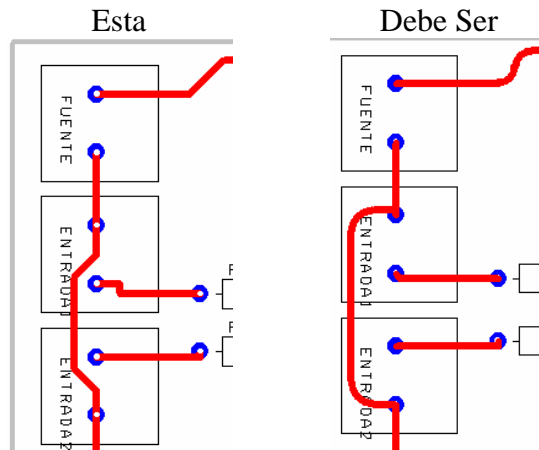 Esta
Debe Ser
FUENTE
FUENTE
ENTRADA1
ENTRADA1
ENTRADA2
ENTRADA2